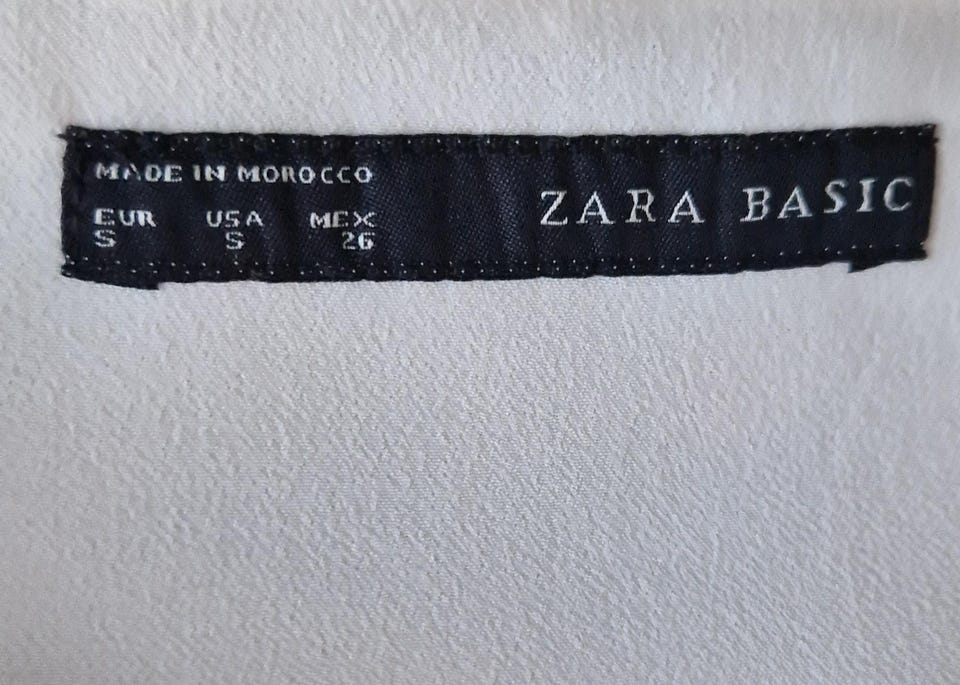 MADE IN MOROCCO
EUR USA MEX
S S 26
ZARA BASIC